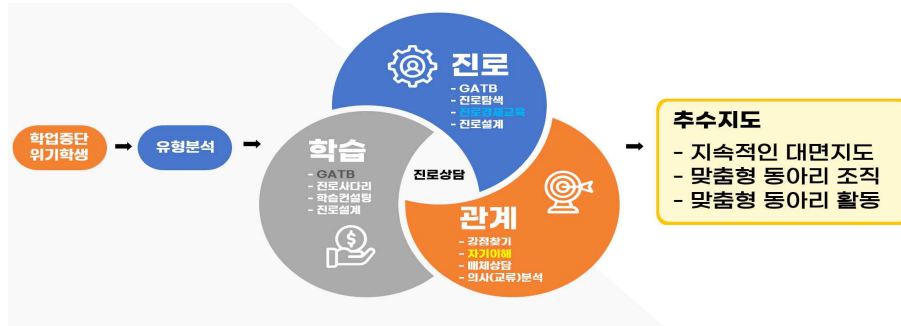 학업중단
위기학생
유형분석
진로
- GATB
- 진로탐색
- 진로경제교육
- 진로설계
학습
- GATB
- 진로사다리
- 학습컨설팅
- 진로설계
진로상담
관계
- 강점찾기
- 자기이해
- 매체상담
- 의사(교류)분석
추수지도
- 지속적인 대면지도
- 맞춤형 동아리 조직
- 맞춤형 동아리 활동